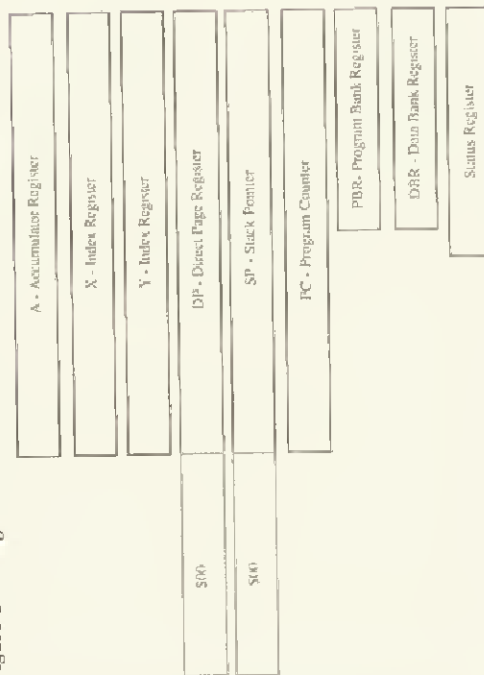 A - Accumulator Register
X - Index Register
Y - Index Register
$00
DP - Direct Page Register
$00
SP - Stack Pointer
PC - Program Counter
PBR- Program Bank Register
DBR - Data Bank Register
Status Register